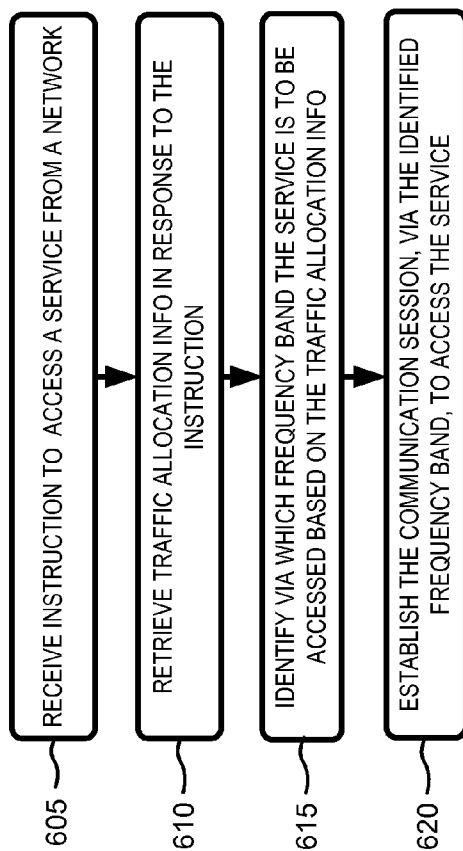 RECEIVE INSTRUCTION TO ACCESS A SERVICE FROM A NETWORK
605
RETRIEVE TRAFFIC ALLOCATION INFO IN RESPONSE TO THE
INSTRUCTION
610
IDENTIFY VIA WHICH FREQUENCY BAND THE SERVICE IS TO BE
ACCESSED BASED ON THE TRAFFIC ALLOCATION INFO
615
ESTABLISH THE COMMUNICATION SESSION, VIA THE IDENTIFIED
FREQUENCY BAND, TO ACCESS THE SERVICE
620